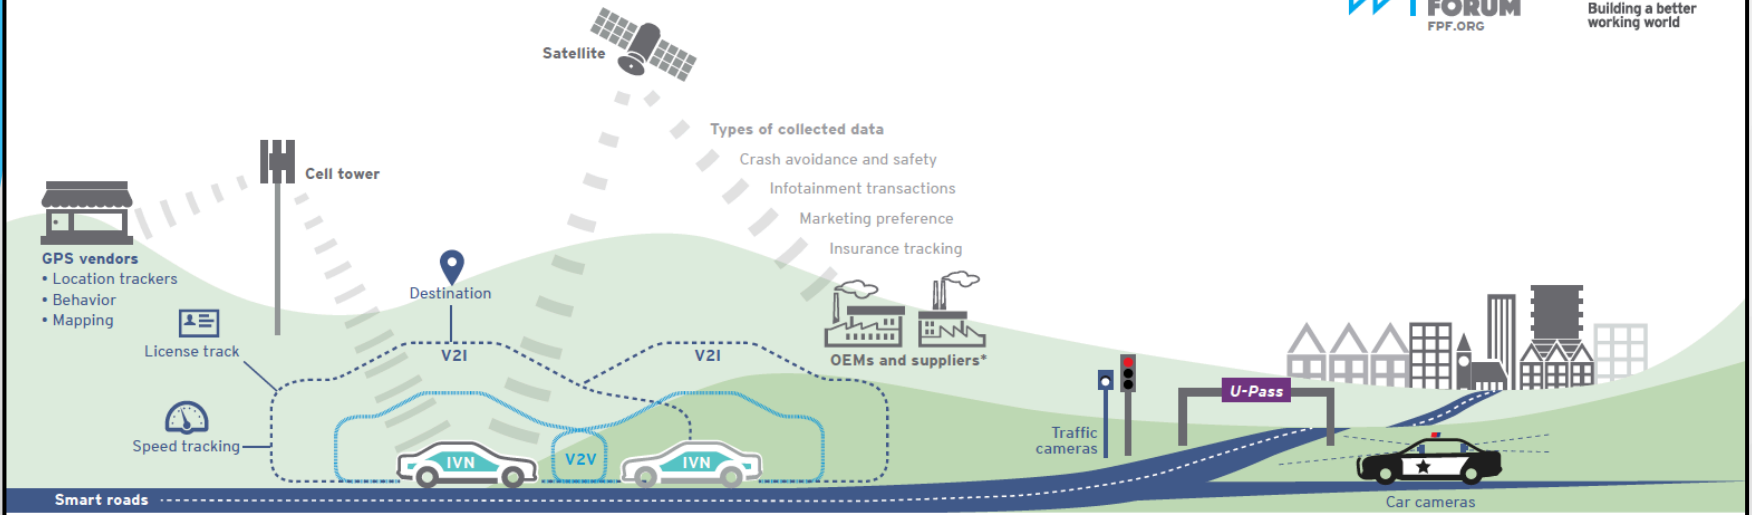 FORUM
FPF.ORG
Building a better
working world
Satellite
Types of collected data
Crash avoidance and safety
Infotainment transactions
Marketing preference
Insurance tracking
Cell tower
GPS vendors
• Location trackers
• Behavior
• Mapping
Destination
License track
V2I
V2I
OEMs and suppliers*
U-Pass
Traffic
cameras
Speed tracking
IVN
V2V
IVN
Smart roads
Car cameras